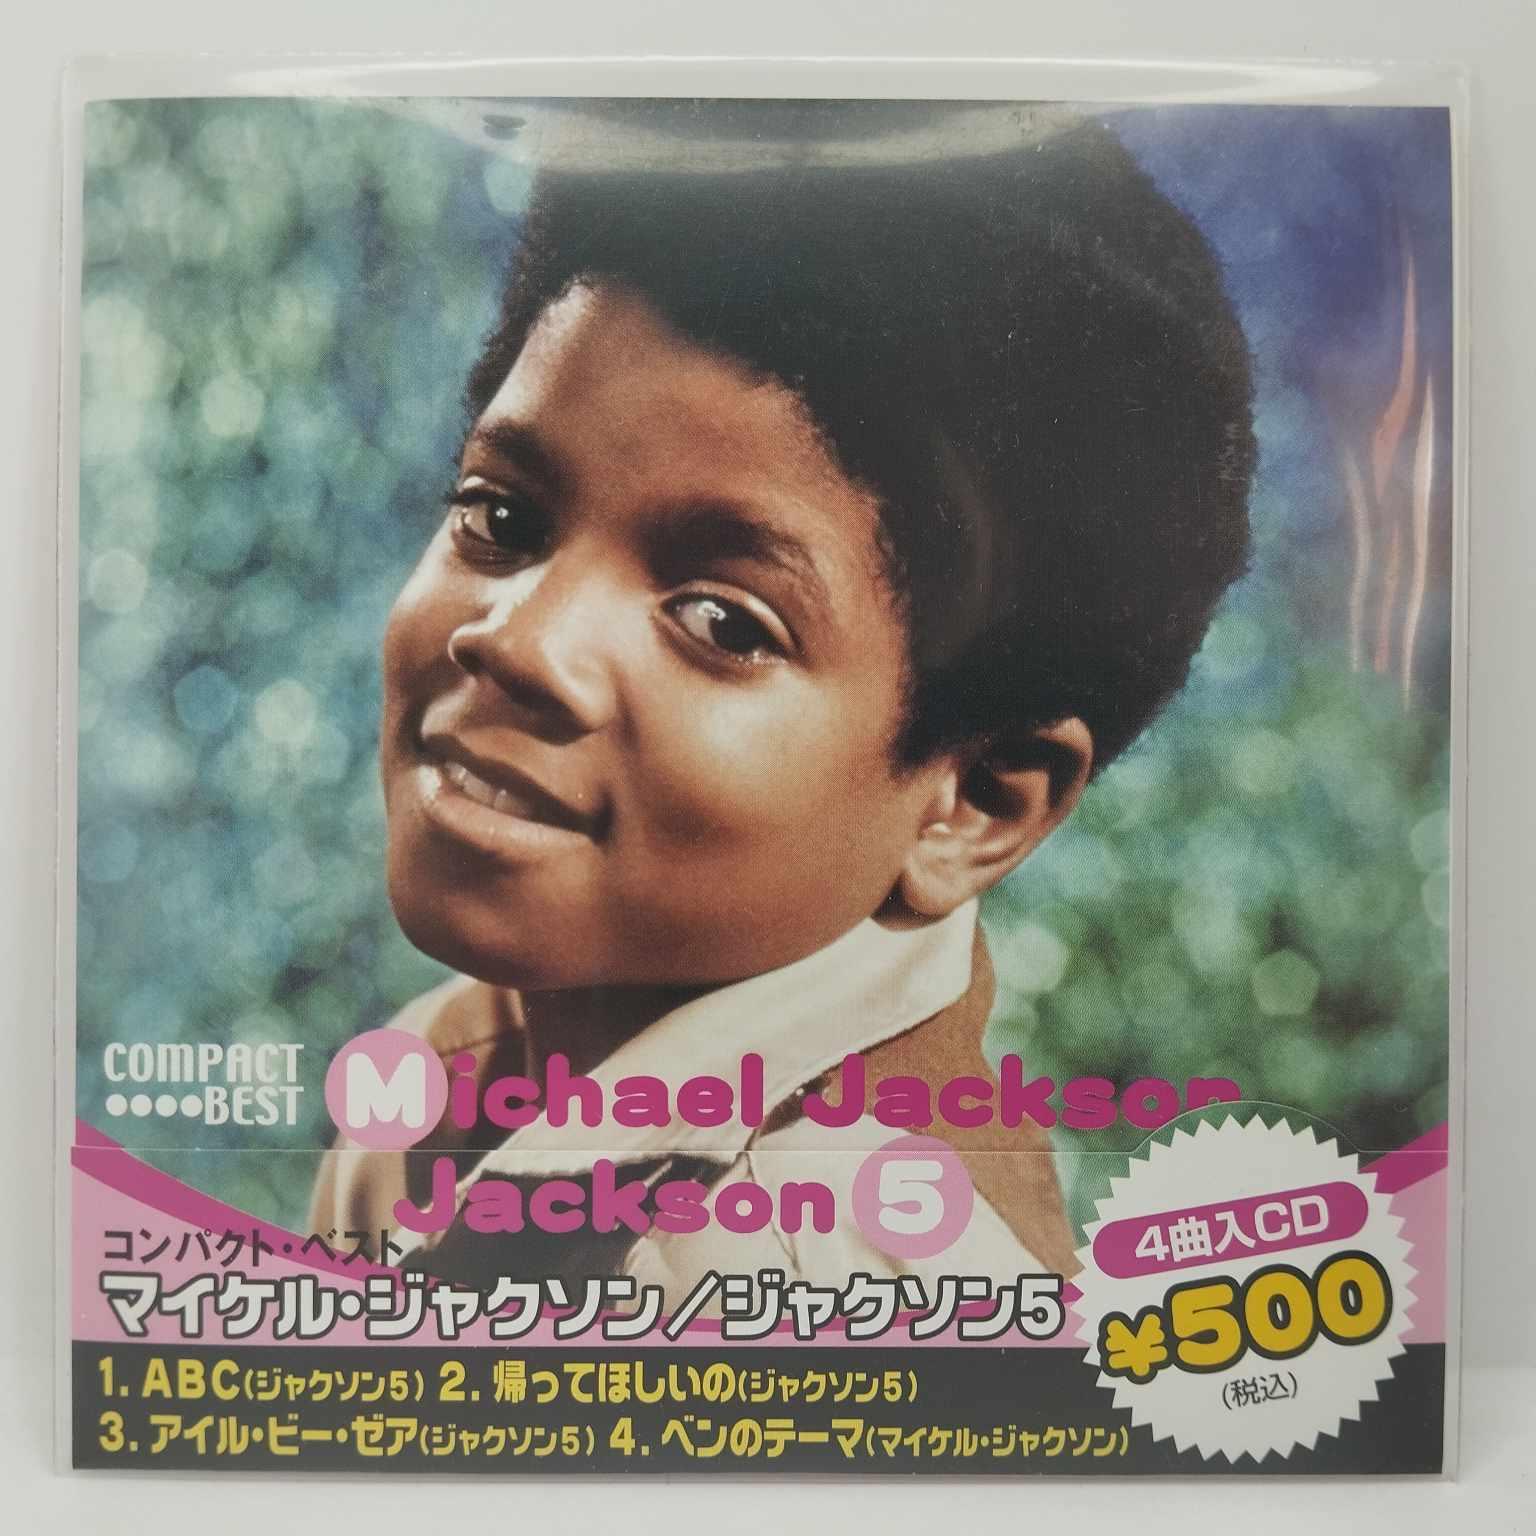 COMPACT
••••BEST
Michael Jackson
Jackson 5
コンパクト・ベスト
マイケル・ジャクソン／ジャクソン5
1. ABC(ジャクソン5) 2. 帰ってほしいの(ジャクソン5)
3. アイル・ビー・ゼア(ジャクソン5) 4. ベンのテーマ(マイケル・ジャクソン)
4曲入CD
¥500
(税込)